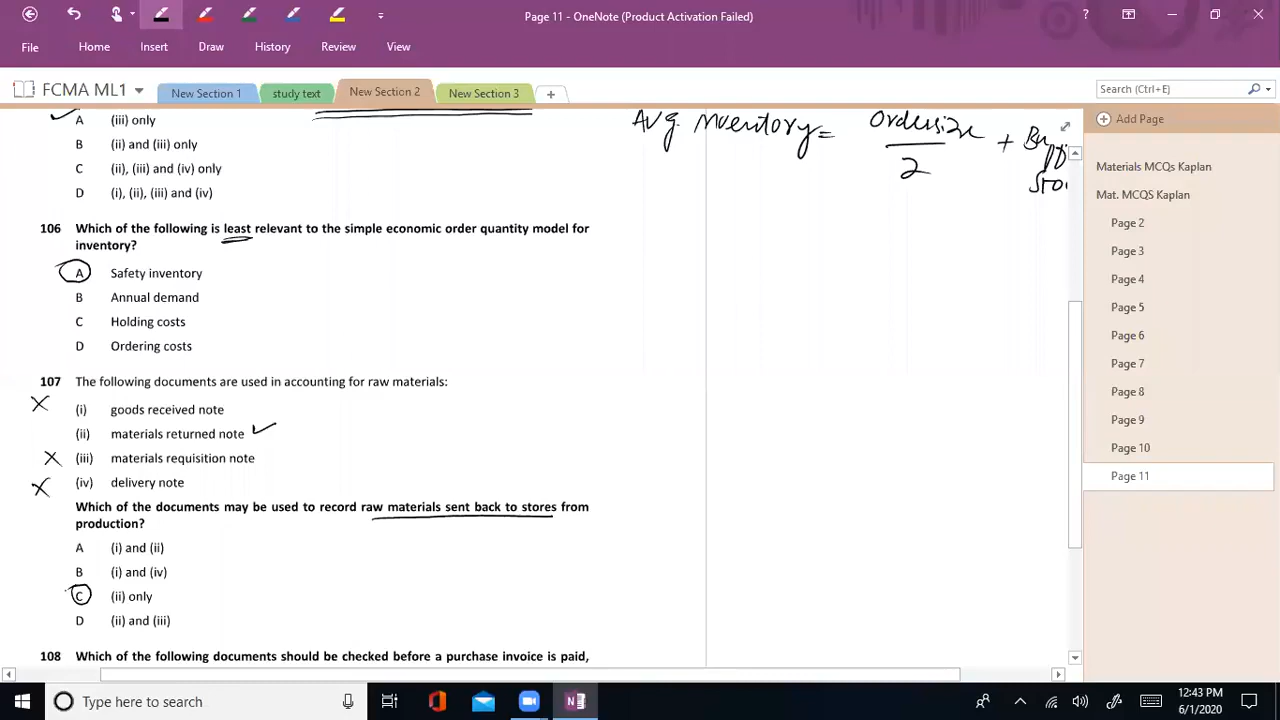 Page 11 - OneNote (Product Activation Failed)
File Home Insert Draw History Review View
FCMA ML1 New Section 1 study text New Section 2 New Section 3
Search (Ctrl+E)
A (iii) only
B (ii) and (iii) only
C (ii), (iii) and (iv) only
D (i), (ii), (iii) and (iv)
106 Which of the following is least relevant to the simple economic order quantity model for
inventory?
A Safety inventory
B Annual demand
C Holding costs
D Ordering costs
107 The following documents are used in accounting for raw materials:
(i) goods received note
(ii) materials returned note
(iii) materials requisition note
(iv) delivery note
Which of the documents may be used to record raw materials sent back to stores from
production?
A (i) and (ii)
B (i) and (iv)
C (ii) only
D (ii) and (iii)
108 Which of the following documents should be checked before a purchase invoice is paid,
Avg. Inventory = Ordersize
2
+
Add Page
Materials MCQs Kaplan
Mat. MCQS Kaplan
Page 2
Page 3
Page 4
Page 5
Page 6
Page 7
Page 8
Page 9
Page 10
Page 11
Type here to search
12:43 PM
6/1/2020